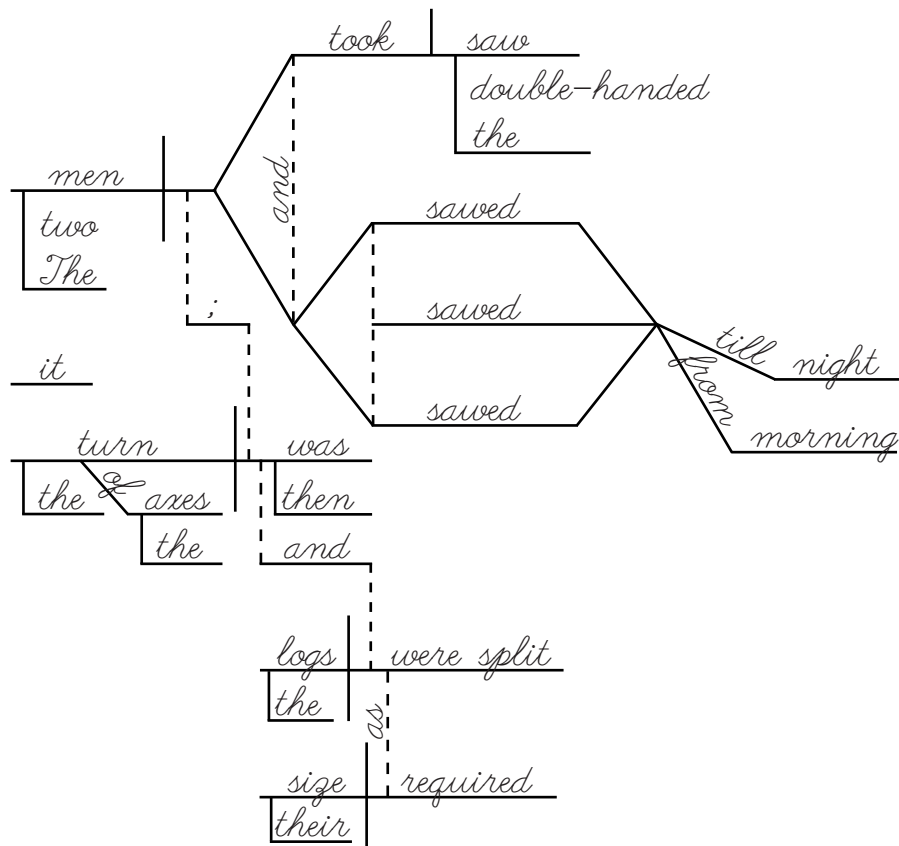 took saw
double-handed
the
and
men
two
The
sawed
sawed
sawed
till night
from morning
;
it
turn was
the of axes then
the
and
logs were split
the
as
size required
their